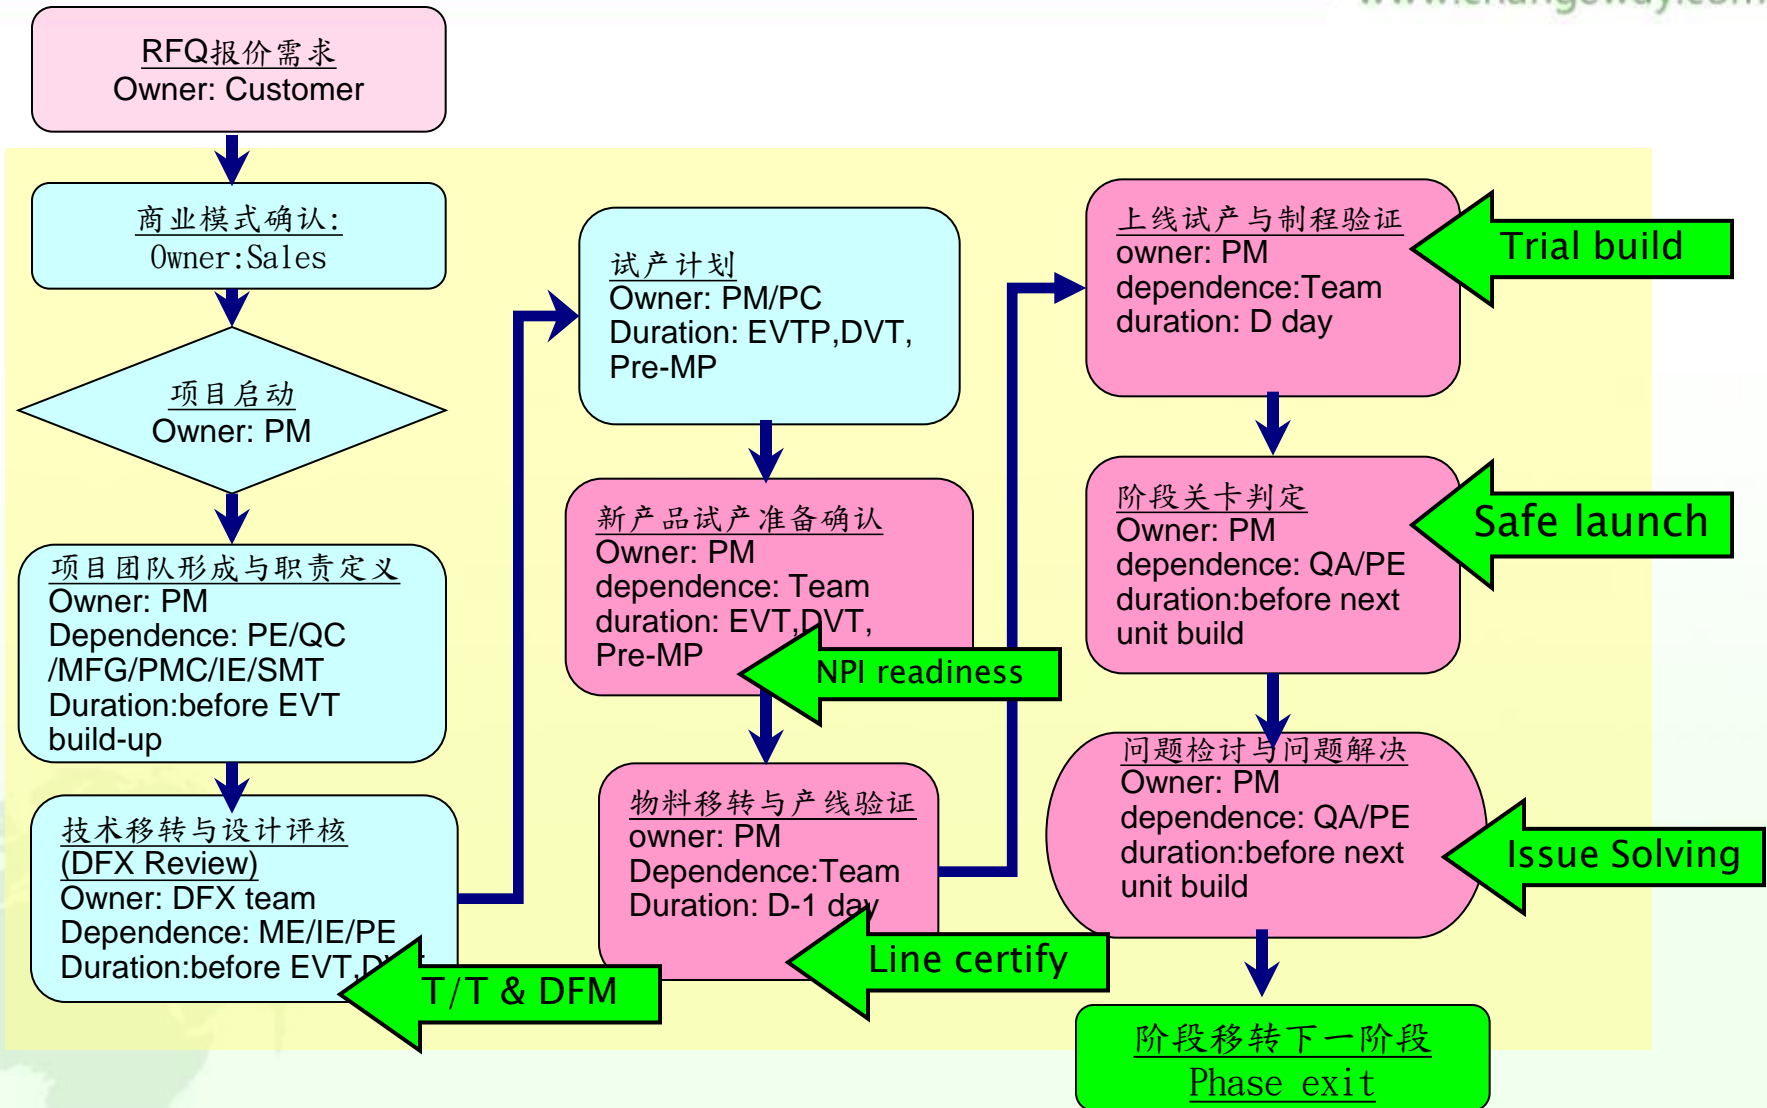 RFQ报价需求
Owner: Customer
商业模式确认:
Owner:Sales
项目启动
Owner: PM
项目团队形成与职责定义
Owner: PM
Dependence: PE/QC
/MFG/PMC/IE/SMT
Duration:before EVT
build-up
技术移转与设计评核
(DFX Review)
Owner: DFX team
Dependence: ME/IE/PE
Duration:before EVT,DVT
T/T & DFM
试产计划
Owner: PM/PC
Duration: EVTP,DVT,
Pre-MP
新产品试产准备确认
Owner: PM
dependence: Team
duration: EVT,DVT,
Pre-MP
NPI readiness
物料移转与产线验证
owner: PM
Dependence:Team
Duration: D-1 day
Line certify
上线试产与制程验证
owner: PM
dependence:Team
duration: D day
Trial build
阶段关卡判定
Owner: PM
dependence: QA/PE
duration:before next
unit build
Safe launch
问题检讨与问题解决
Owner: PM
dependence: QA/PE
duration:before next
unit build
Issue Solving
阶段移转下一阶段
Phase exit